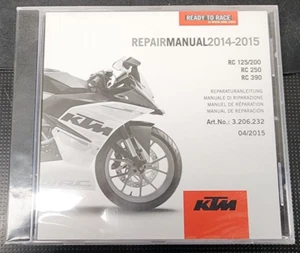 READY TO RACE
REPAIRMANUAL2014-2015
RC 125/200
RC 250
RC 390
REPARATURANLEITUNG
MANUALE DI RIPARAZIONE
MANUEL DE RÉPARATION
MANUAL DE REPARACIÓN
Art.No.: 3.206.232
04/2015
KTM
RC
KTM